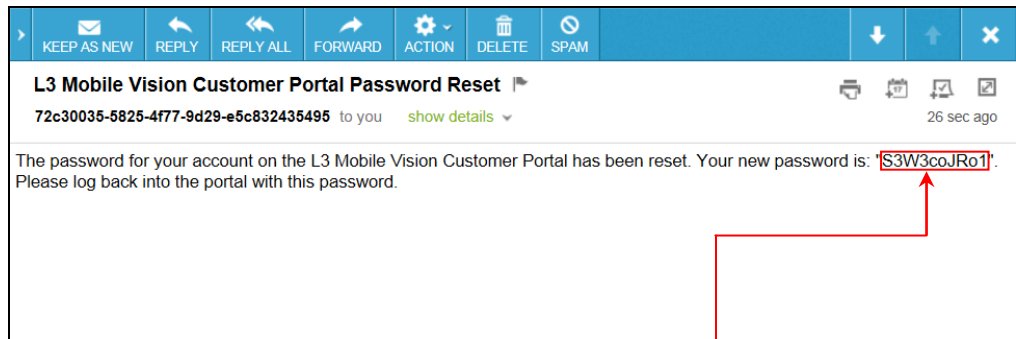 KEEP AS NEW REPLY REPLY ALL FORWARD ACTION DELETE SPAM
L3 Mobile Vision Customer Portal Password Reset
17
72c30035-5825-4f77-9d29-e5c832435495 to you show details 26 sec ago
The password for your account on the L3 Mobile Vision Customer Portal has been reset. Your new password is: "S3W3coJRo1".
Please log back into the portal with this password.